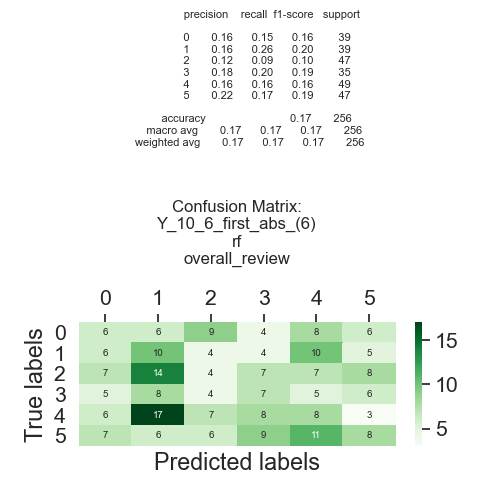 precision recall f1-score support
0 0.16 0.15 0.16 39
1 0.16 0.26 0.20 39
2 0.12 0.09 0.10 47
3 0.18 0.20 0.19 35
4 0.16 0.16 0.16 49
5 0.22 0.17 0.19 47
accuracy 0.17 256
macro avg 0.17 0.17 0.17 256
weighted avg 0.17 0.17 0.17 256
Confusion Matrix:
Y_10_6_first_abs_(6)
rf
overall_review
0 1 2 3 4 5
0 6 6 9 4 8 6
1 6 10 4 4 10 5
2 7 14 4 7 7 8
3 5 8 4 7 5 6
4 6 17 7 8 8 3
5 7 6 6 9 11 8
True labels
Predicted labels
15
10
5